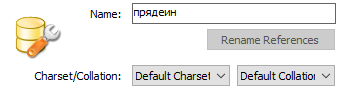 Name: прядеин
Rename References
Charset/Collation: Default Charset Default Collation